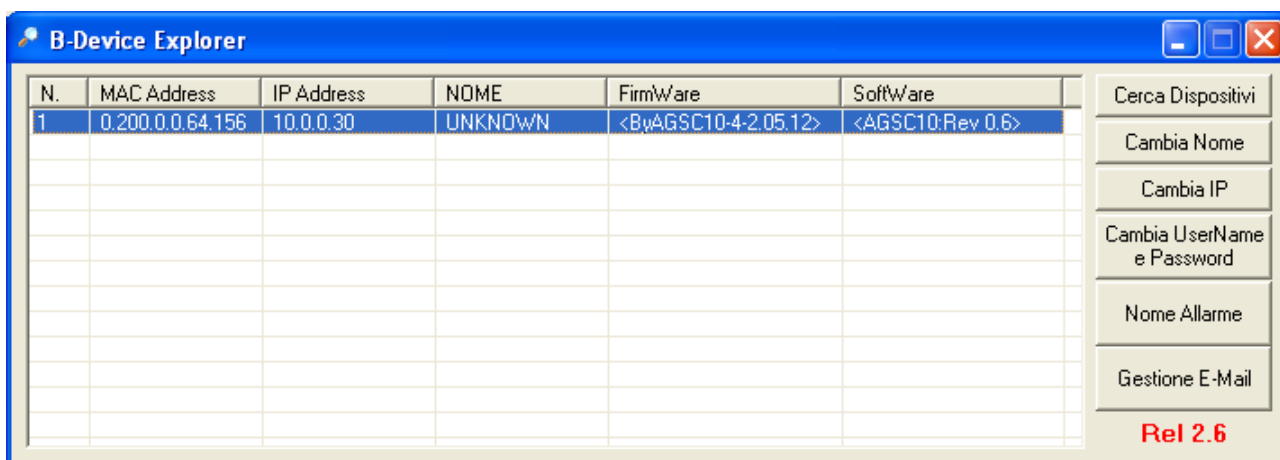 B-Device Explorer
N. MAC Address IP Address NOME FirmWare SoftWare
1 0.200.0.0.64.156 10.0.0.30 UNKNOWN <ByAGSC10-4-2.05.12> <AGSC10:Rev 0.6>
Cerca Dispositivi
Cambia Nome
Cambia IP
Cambia UserName
e Password
Nome Allarme
Gestione E-Mail
Rel 2.6